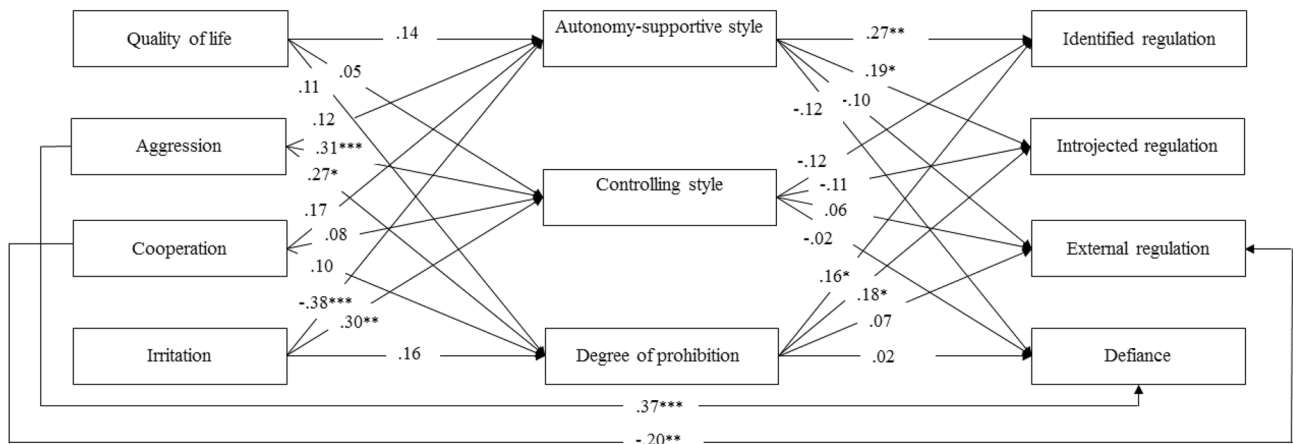 Quality of life
Autonomy-supportive style
Identified regulation
.14
.27**
.05
.19*
.11
-.10
-.12
.12
Aggression
Introjected regulation
.31***
-.12
.27*
Controlling style
-.11
.17
.06
.08
-.02
Cooperation
External regulation
.10
.16*
-.38***
.18*
.30**
.07
Irritation
.16
Degree of prohibition
.02
Defiance
.37***
-.20**